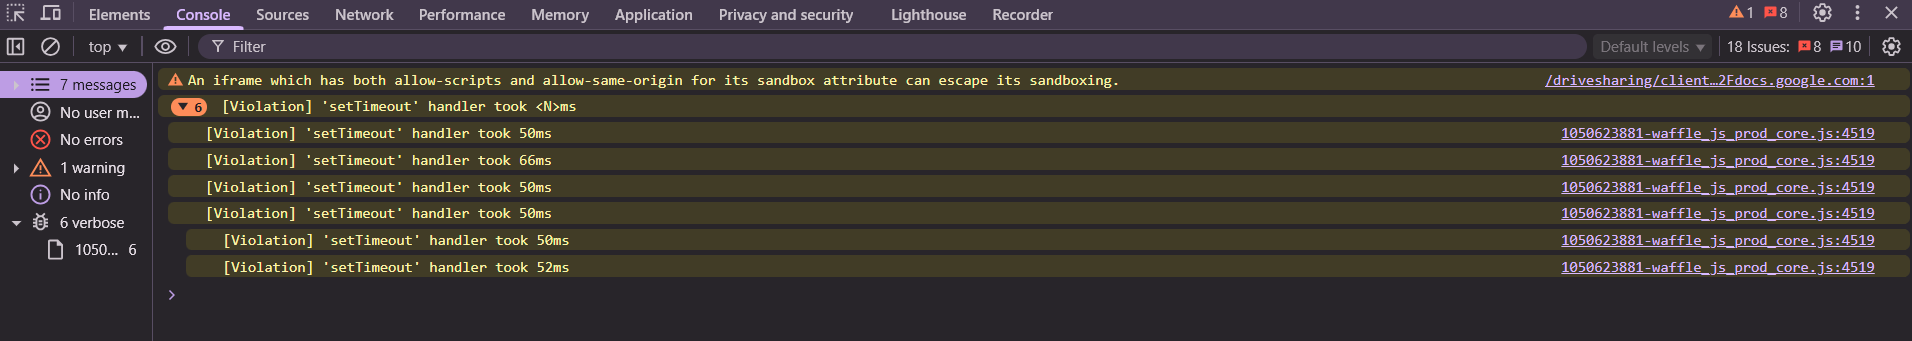 Elements Console Sources Network Performance Memory Application Privacy and security Lighthouse Recorder 1 8
top Filter Default levels 18 Issues: 8 10
7 messages
No user m...
No errors
1 warning
No info
6 verbose
1050... 6
An iframe which has both allow-scripts and allow-same-origin for its sandbox attribute can escape its sandboxing. /drivesharing/client…2Fdocs.google.com:1
6 [Violation] 'setTimeout' handler took <N>ms
[Violation] 'setTimeout' handler took 50ms 1050623881-waffle_js_prod_core.js:4519
[Violation] 'setTimeout' handler took 66ms 1050623881-waffle_js_prod_core.js:4519
[Violation] 'setTimeout' handler took 50ms 1050623881-waffle_js_prod_core.js:4519
[Violation] 'setTimeout' handler took 50ms 1050623881-waffle_js_prod_core.js:4519
[Violation] 'setTimeout' handler took 50ms 1050623881-waffle_js_prod_core.js:4519
[Violation] 'setTimeout' handler took 52ms 1050623881-waffle_js_prod_core.js:4519